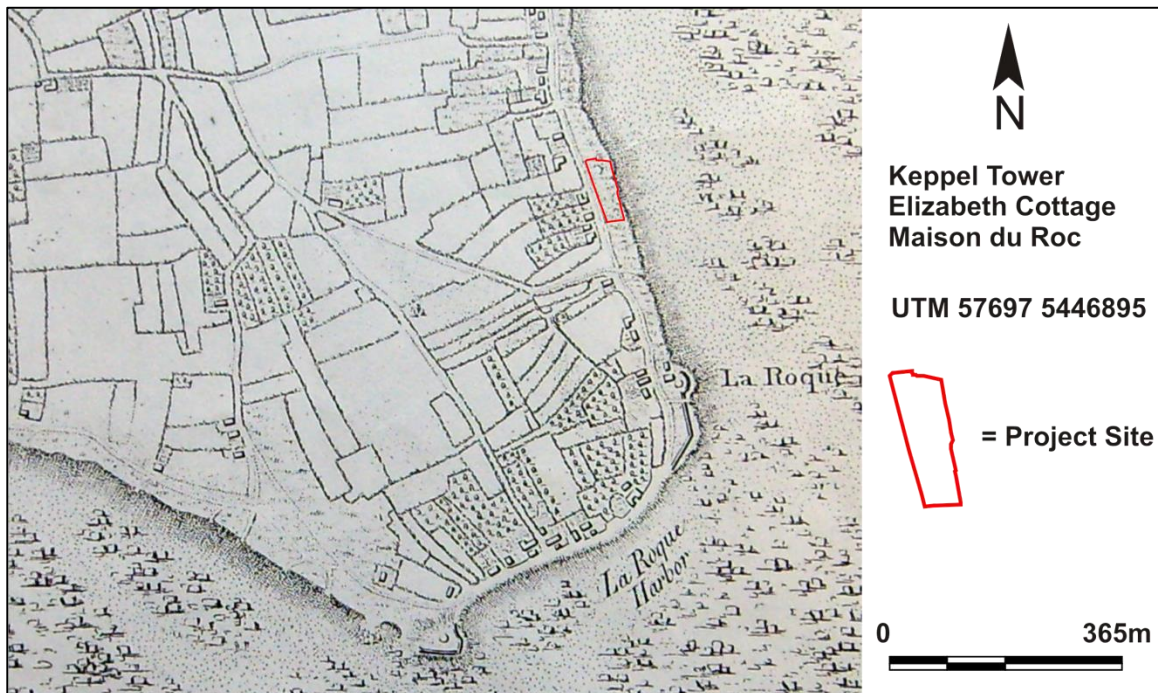 La Roque
La Roque
Harbor
N
Keppel Tower
Elizabeth Cottage
Maison du Roc
UTM 57697 5446895
= Project Site
0 365m